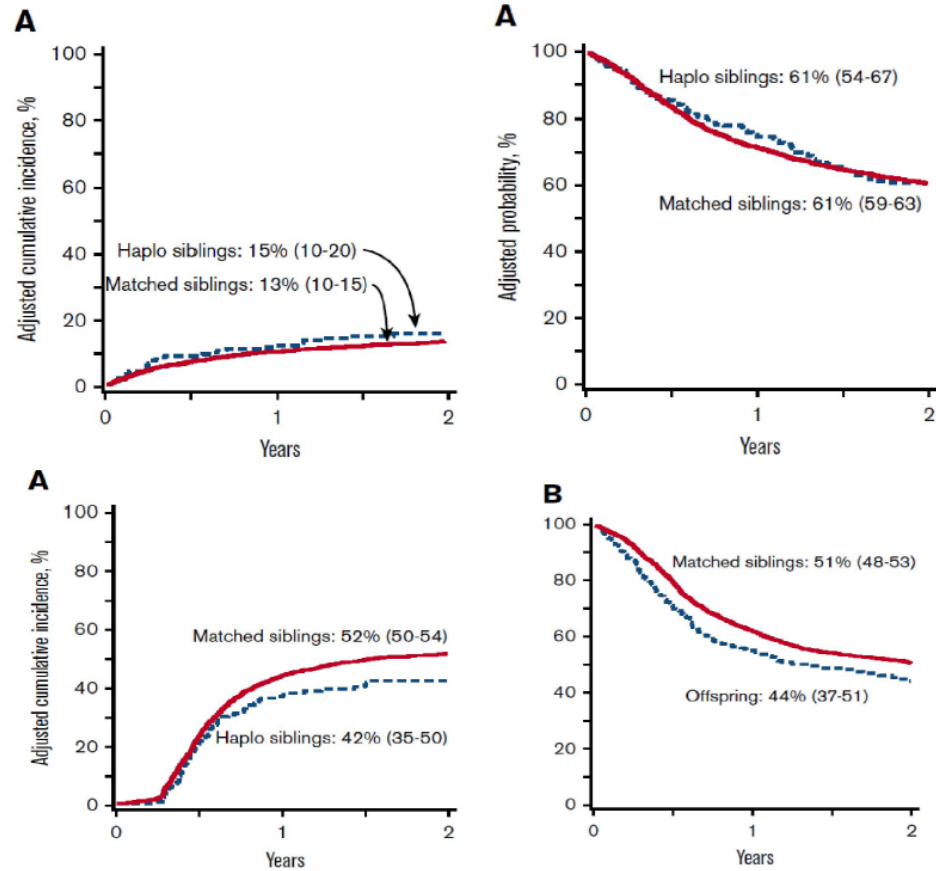 A
Adjusted cumulative incidence, %
100
80
60
40
20
0
Haplo siblings: 15% (10-20)
Matched siblings: 13% (10-15)
0 1 2
Years
A
Adjusted probability, %
100
80
60
40
20
0
Haplo siblings: 61% (54-67)
Matched siblings: 61% (59-63)
0 1 2
Years
A
Adjusted cumulative incidence, %
100
80
60
40
20
0
Matched siblings: 52% (50-54)
Haplo siblings: 42% (35-50)
0 1 2
Years
B
100
80
60
40
20
0
Matched siblings: 51% (48-53)
Offspring: 44% (37-51)
0 1 2
Years